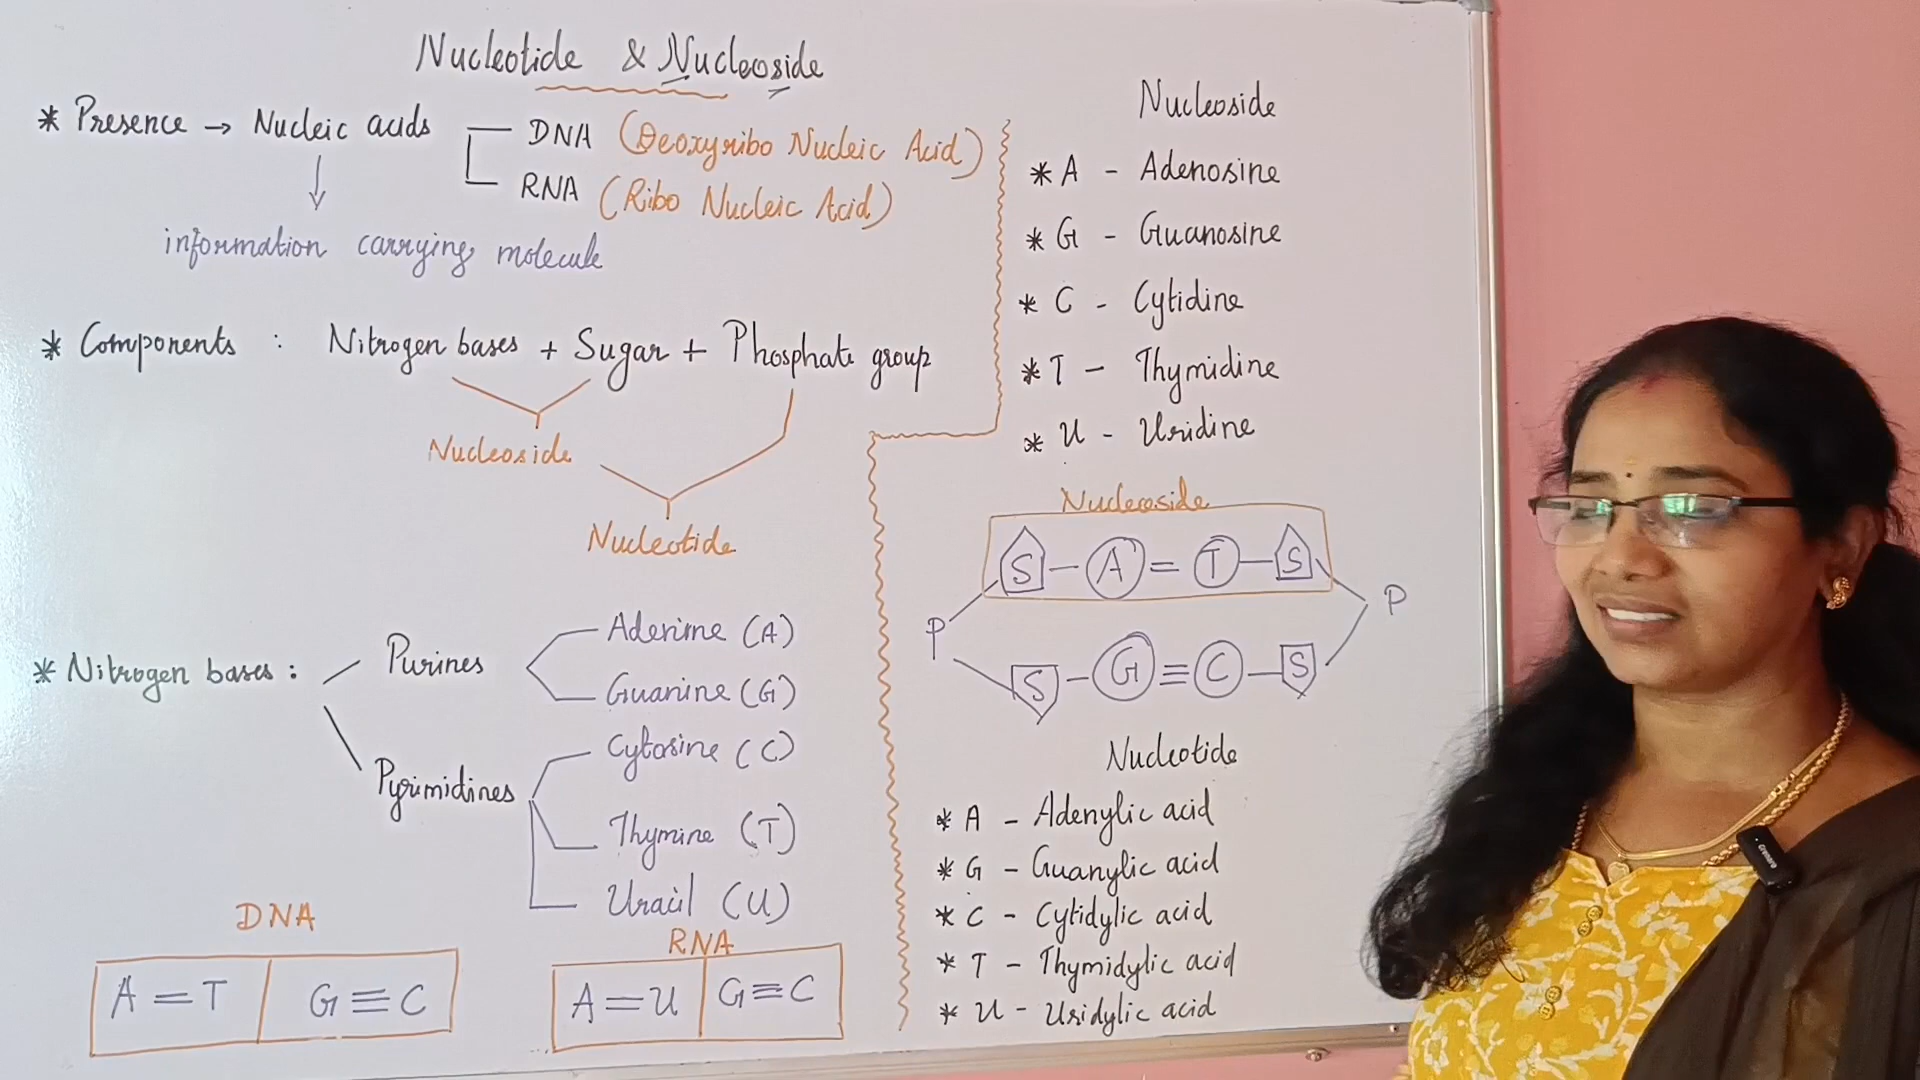 Nucleotide & Nucleoside
* Presence → Nucleic acids
DNA (Deoxyribo Nucleic Acid)
RNA (Ribo Nucleic Acid)
information carrying molecule
* Components : Nitrogen bases + Sugar + Phosphate group
Nucleoside
Nucleotide
* Nitrogen bases :
Purines
Adenine (A)
Guanine (G)
Pyrimidines
Cytosine (C)
Thymine (T)
Uracil (U)
DNA
A = T
G ≡ C
RNA
A = U
G ≡ C
Nucleoside
* A - Adenosine
* G - Guanosine
* C - Cytidine
* T - Thymidine
* U - Uridine
Nucleoside
S - A = T - S
P
P
S - G ≡ C - S
Nucleotide
* A - Adenylic acid
* G - Guanylic acid
* C - Cytidylic acid
* T - Thymidylic acid
* U - Uridylic acid